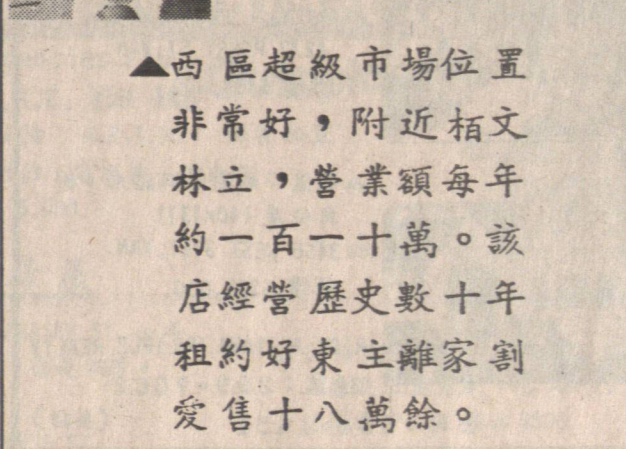 ▲西區超級市場位置
非常好，附近栢文
林立，營業額每年
約一百一十萬。該
店經營歷史數十年
租約好東主離家割
愛售十八萬餘。